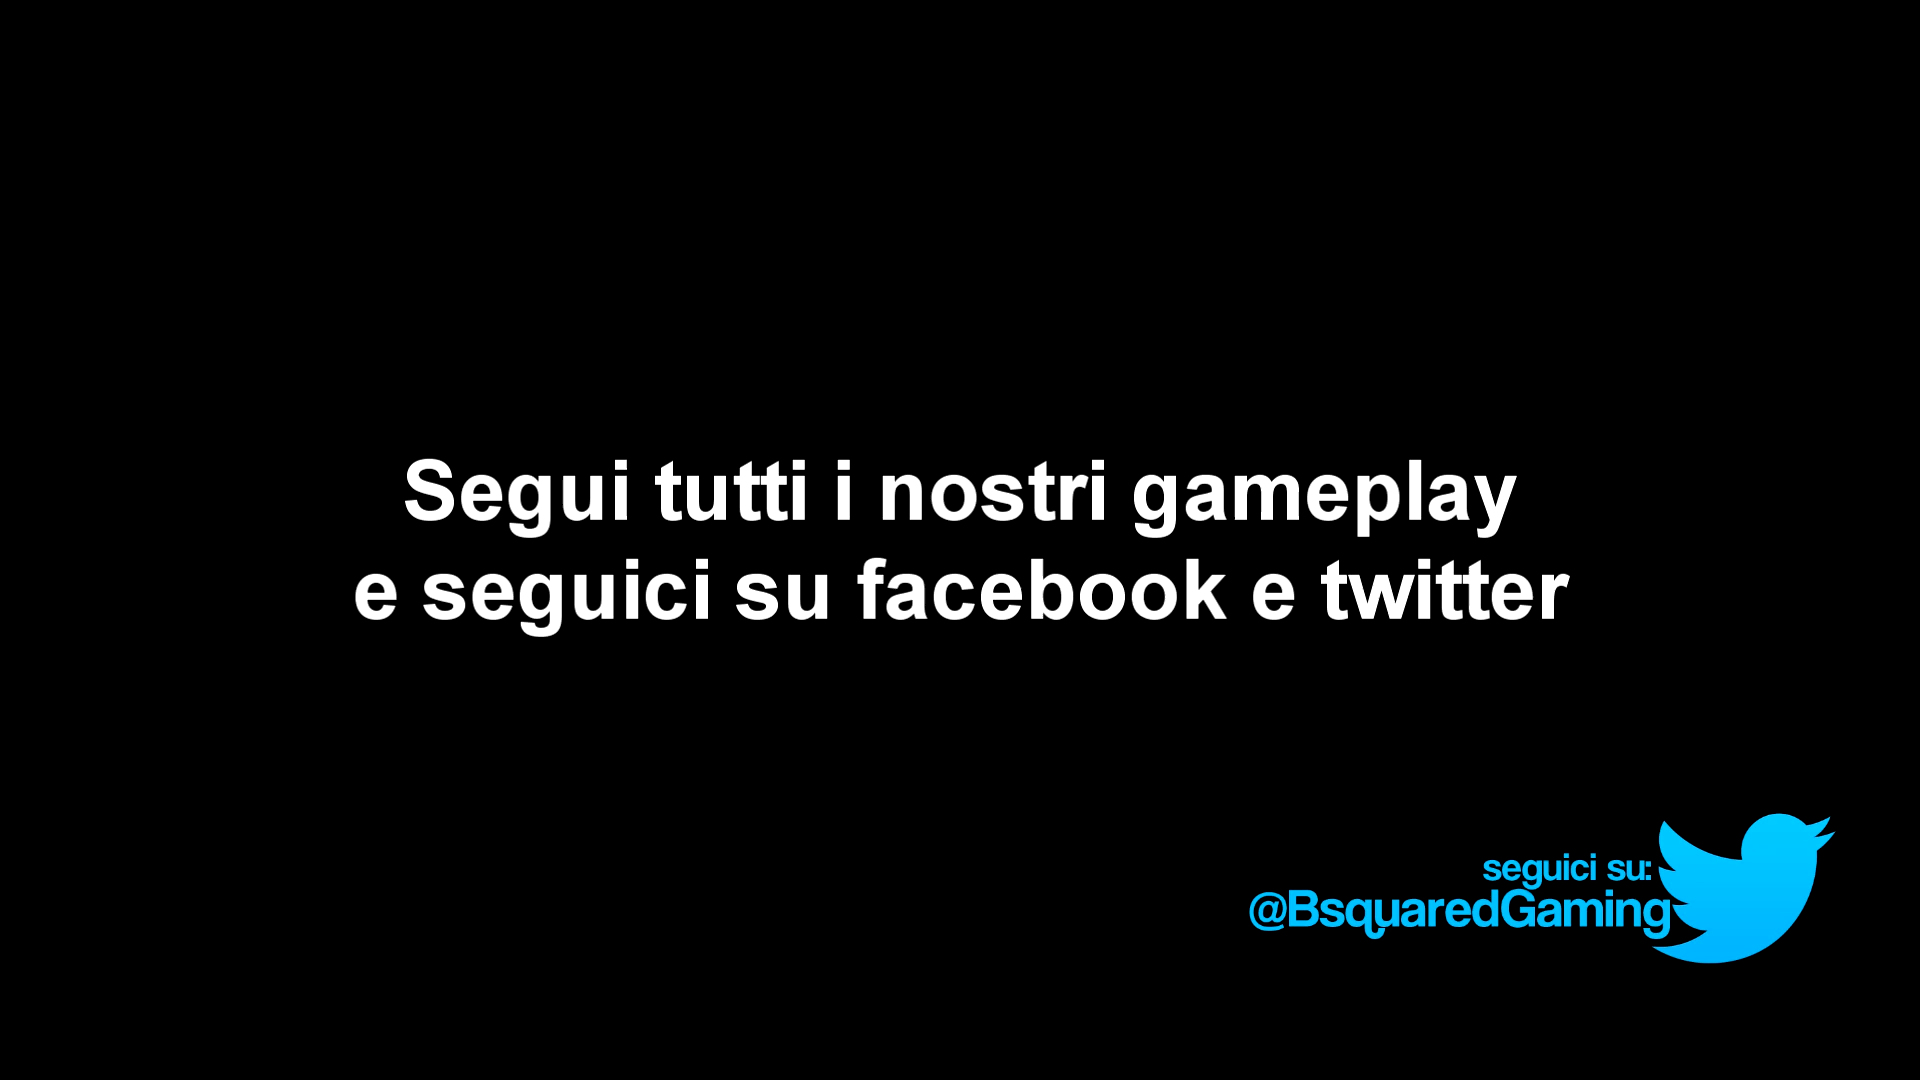 Segui tutti i nostri gameplay
e seguici su facebook e twitter
seguici su:
@BsquaredGaming